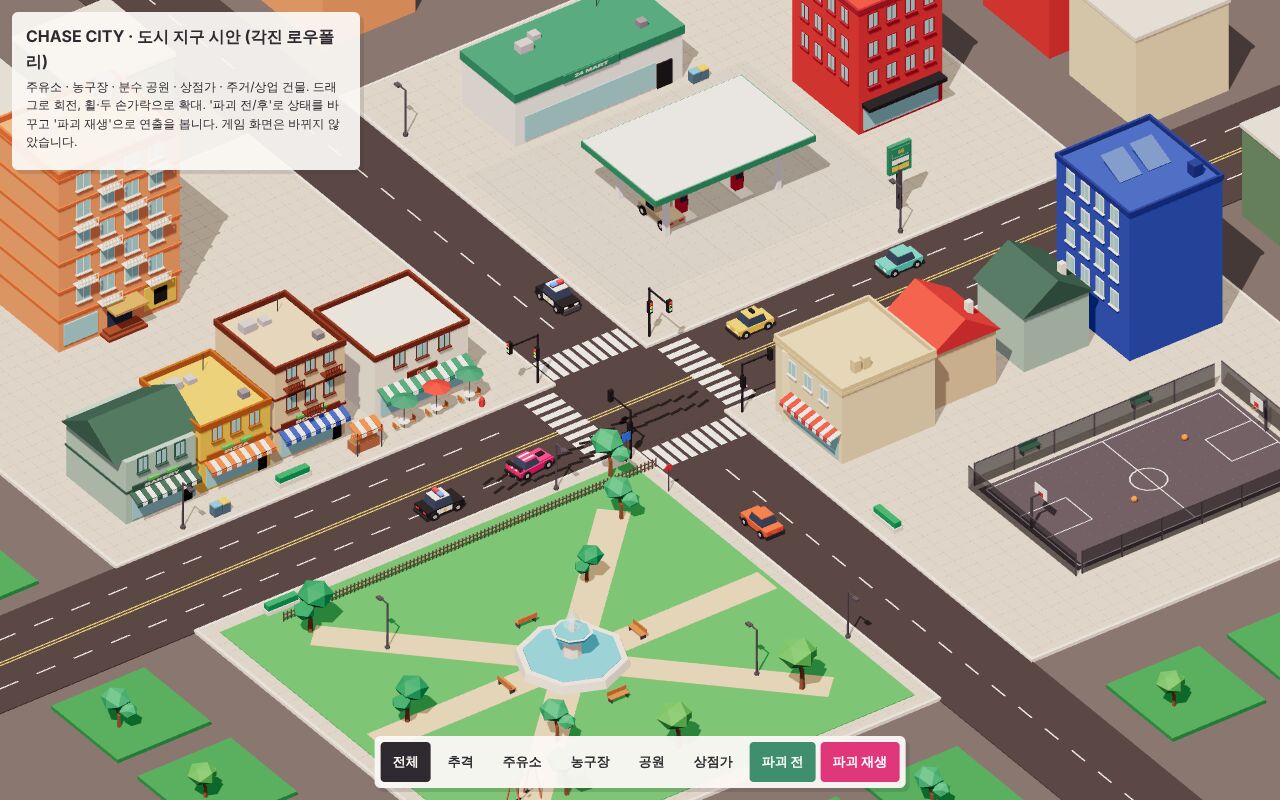 CHASE CITY · 도시 지구 시안 (각진 로우폴
리)
주유소 · 농구장 · 분수 공원 · 상점가 · 주거/상업 건물. 드래
그로 회전, 휠·두 손가락으로 확대. '파괴 전/후'로 상태를 바
꾸고 '파괴 재생'으로 연출을 봅니다. 게임 화면은 바뀌지 않
았습니다.
24 MART
전체 추격 주유소 농구장 공원 상점가 파괴 전 파괴 재생